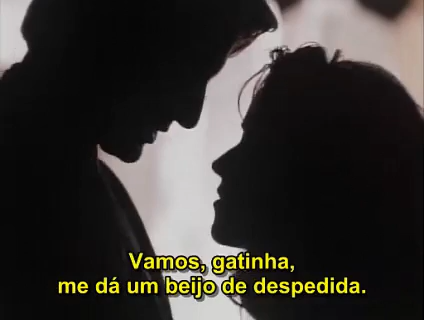 Vamos, gatinha,
me dá um beijo de despedida.